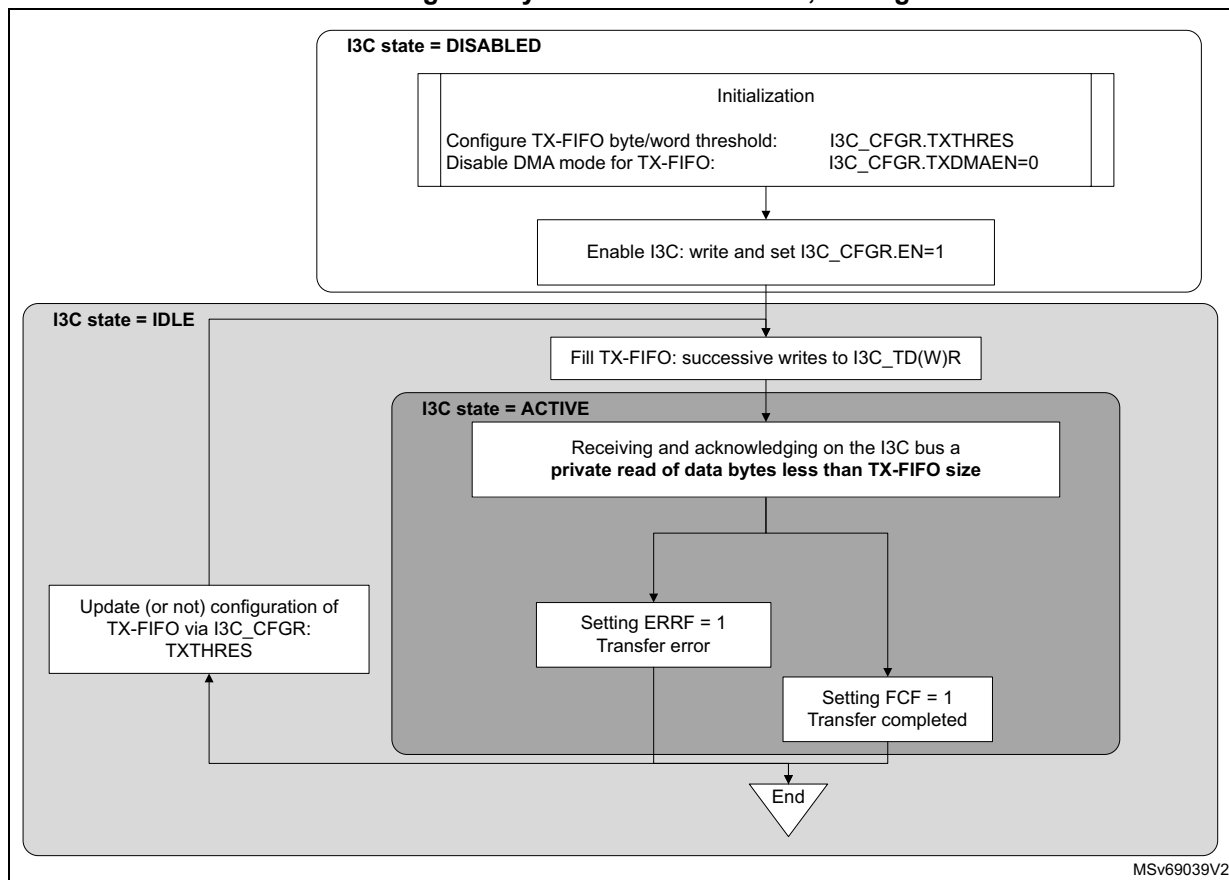 I3C state = DISABLED
Initialization
Configure TX-FIFO byte/word threshold: I3C_CFGR.TXTHRES
Disable DMA mode for TX-FIFO: I3C_CFGR.TXDMAEN=0
Enable I3C: write and set I3C_CFGR.EN=1
I3C state = IDLE
Fill TX-FIFO: successive writes to I3C_TD(W)R
I3C state = ACTIVE
Receiving and acknowledging on the I3C bus a
private read of data bytes less than TX-FIFO size
Update (or not) configuration of
TX-FIFO via I3C_CFGR:
TXTHRES
Setting ERRF = 1
Transfer error
Setting FCF = 1
Transfer completed
End
MSv69039V2